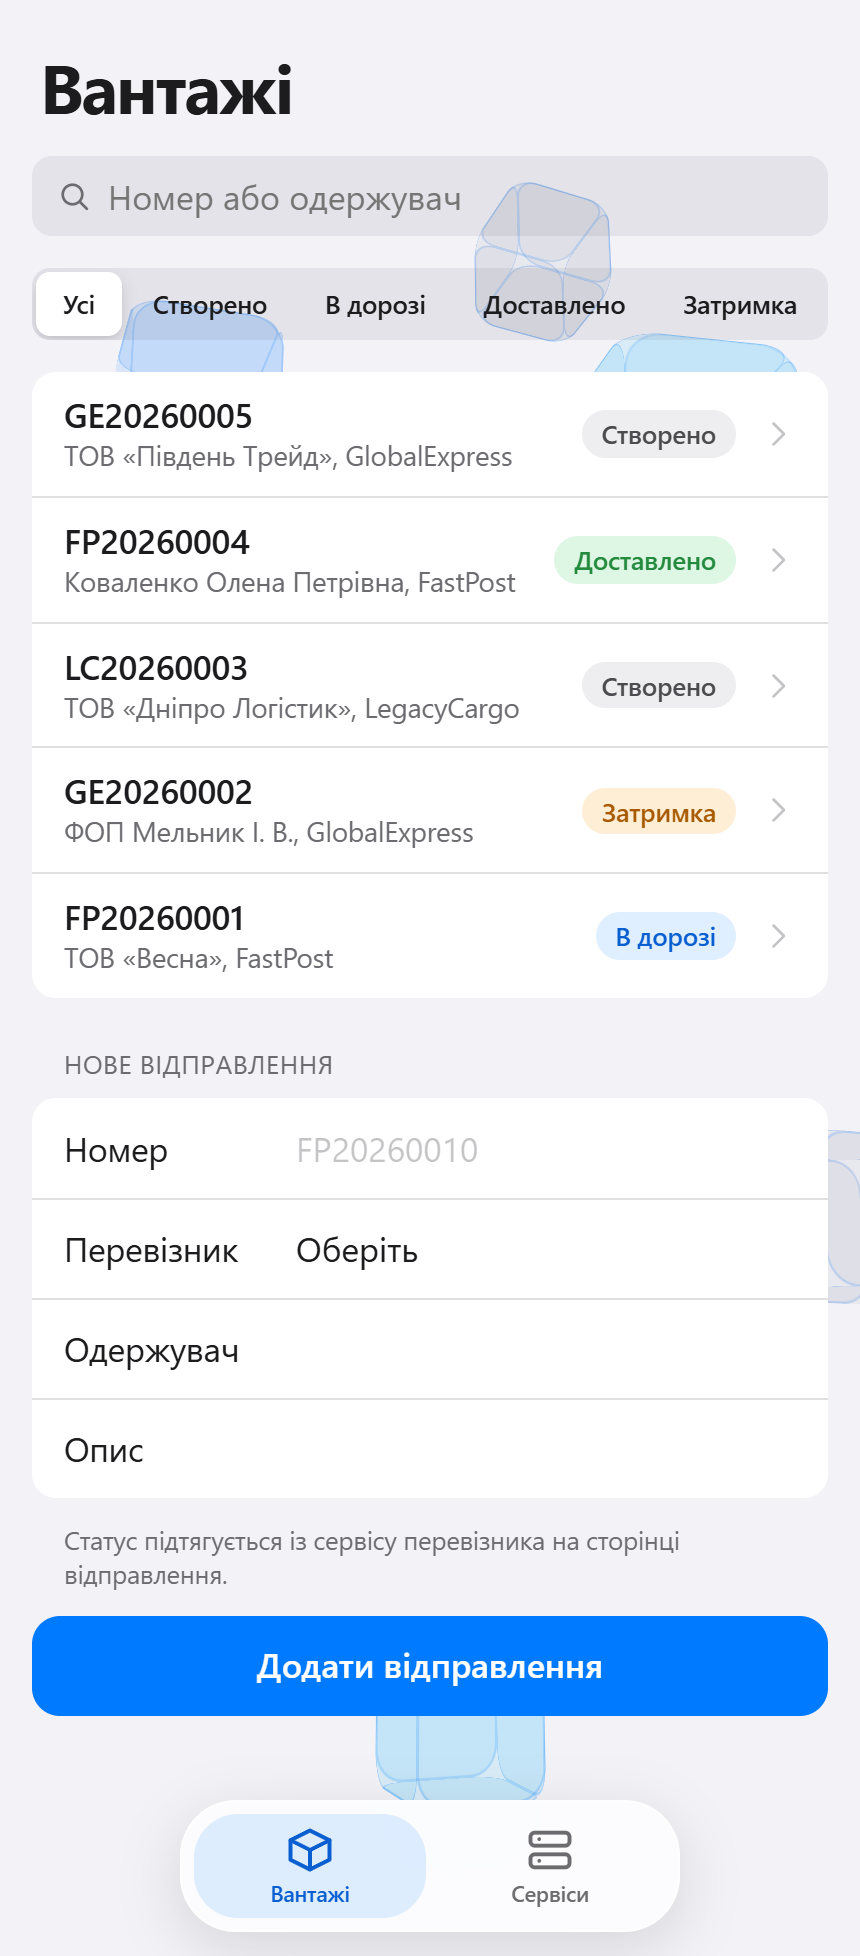 Вантажі
Номер або одержувач
Усі Створено В дорозі Доставлено Затримка
GE20260005
ТОВ «Південь Трейд», GlobalExpress
Створено
FP20260004
Коваленко Олена Петрівна, FastPost
Доставлено
LC20260003
ТОВ «Дніпро Логістик», LegacyCargo
Створено
GE20260002
ФОП Мельник І. В., GlobalExpress
Затримка
FP20260001
ТОВ «Весна», FastPost
В дорозі
НОВЕ ВІДПРАВЛЕННЯ
Номер FP20260010
Перевізник Оберіть
Одержувач
Опис
Статус підтягується із сервісу перевізника на сторінці
відправлення.
Додати відправлення
Вантажі Сервіси